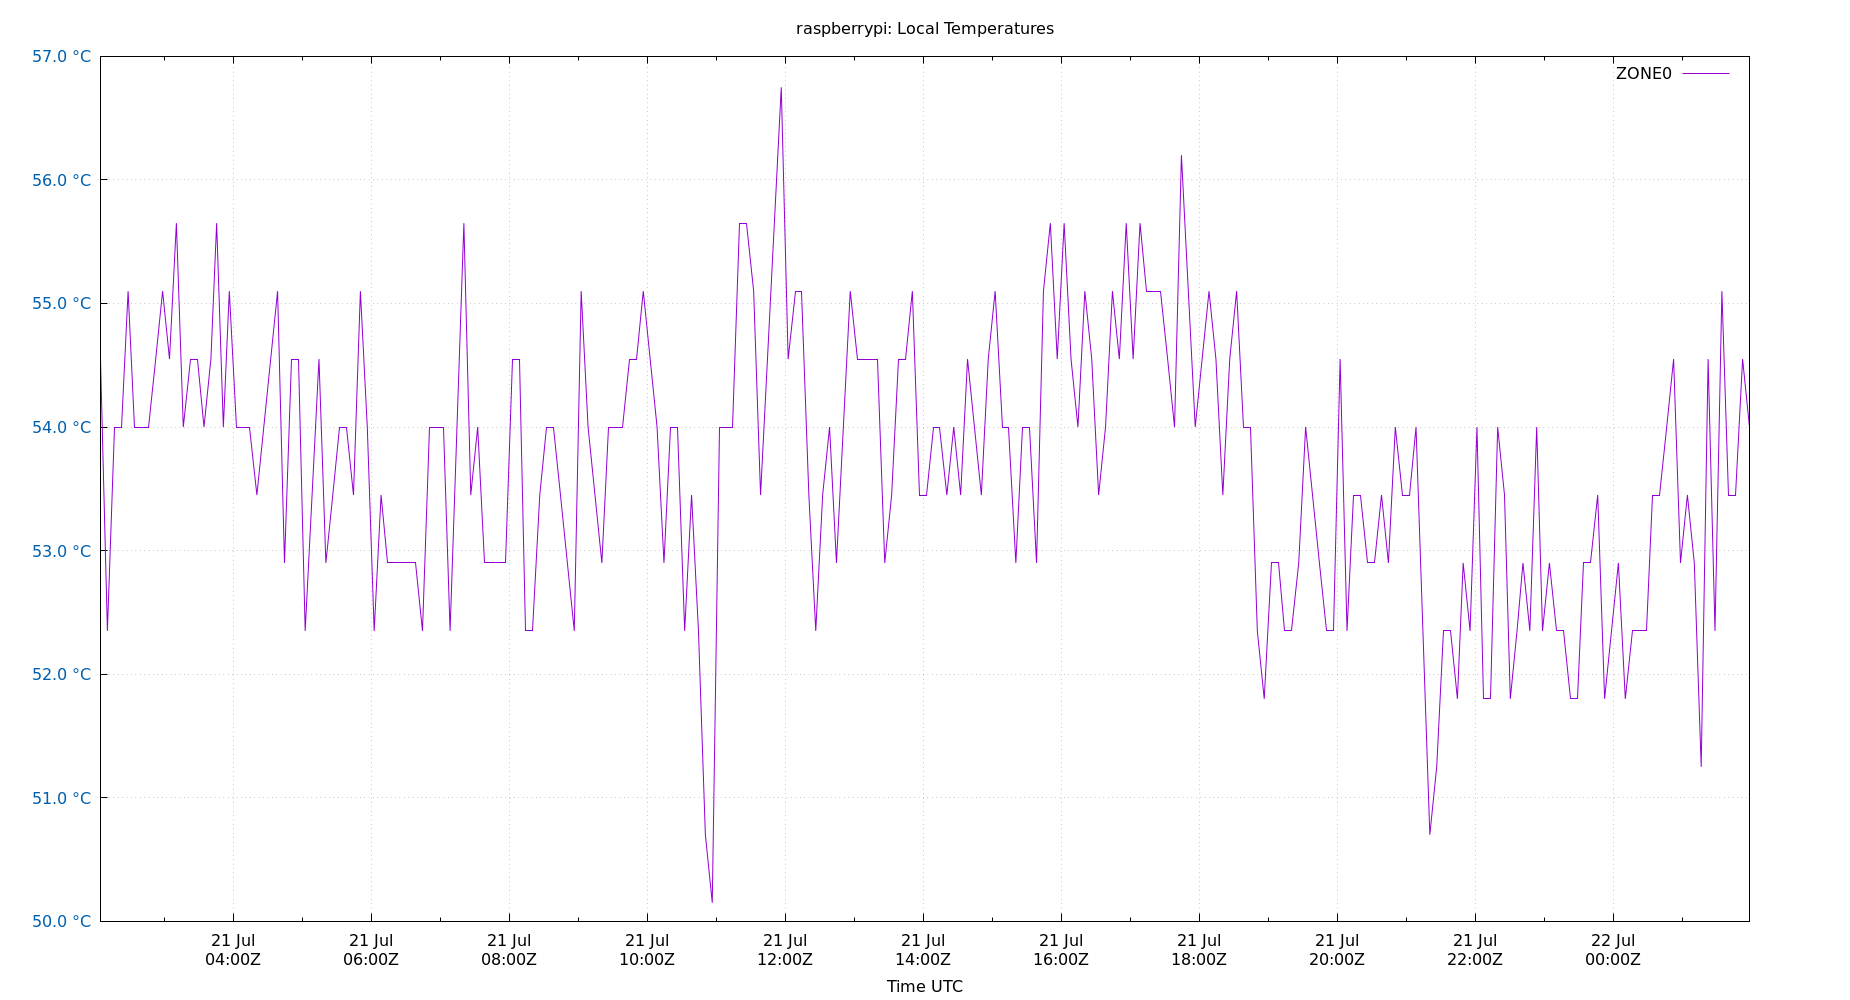 raspberrypi: Local Temperatures
57.0 °C
ZONE0
56.0 °C
55.0 °C
54.0 °C
53.0 °C
52.0 °C
51.0 °C
50.0 °C
21 Jul 21 Jul 21 Jul 21 Jul 21 Jul 21 Jul 21 Jul 21 Jul 21 Jul 21 Jul 22 Jul
04:00Z 06:00Z 08:00Z 10:00Z 12:00Z 14:00Z 16:00Z 18:00Z 20:00Z 22:00Z 00:00Z
Time UTC